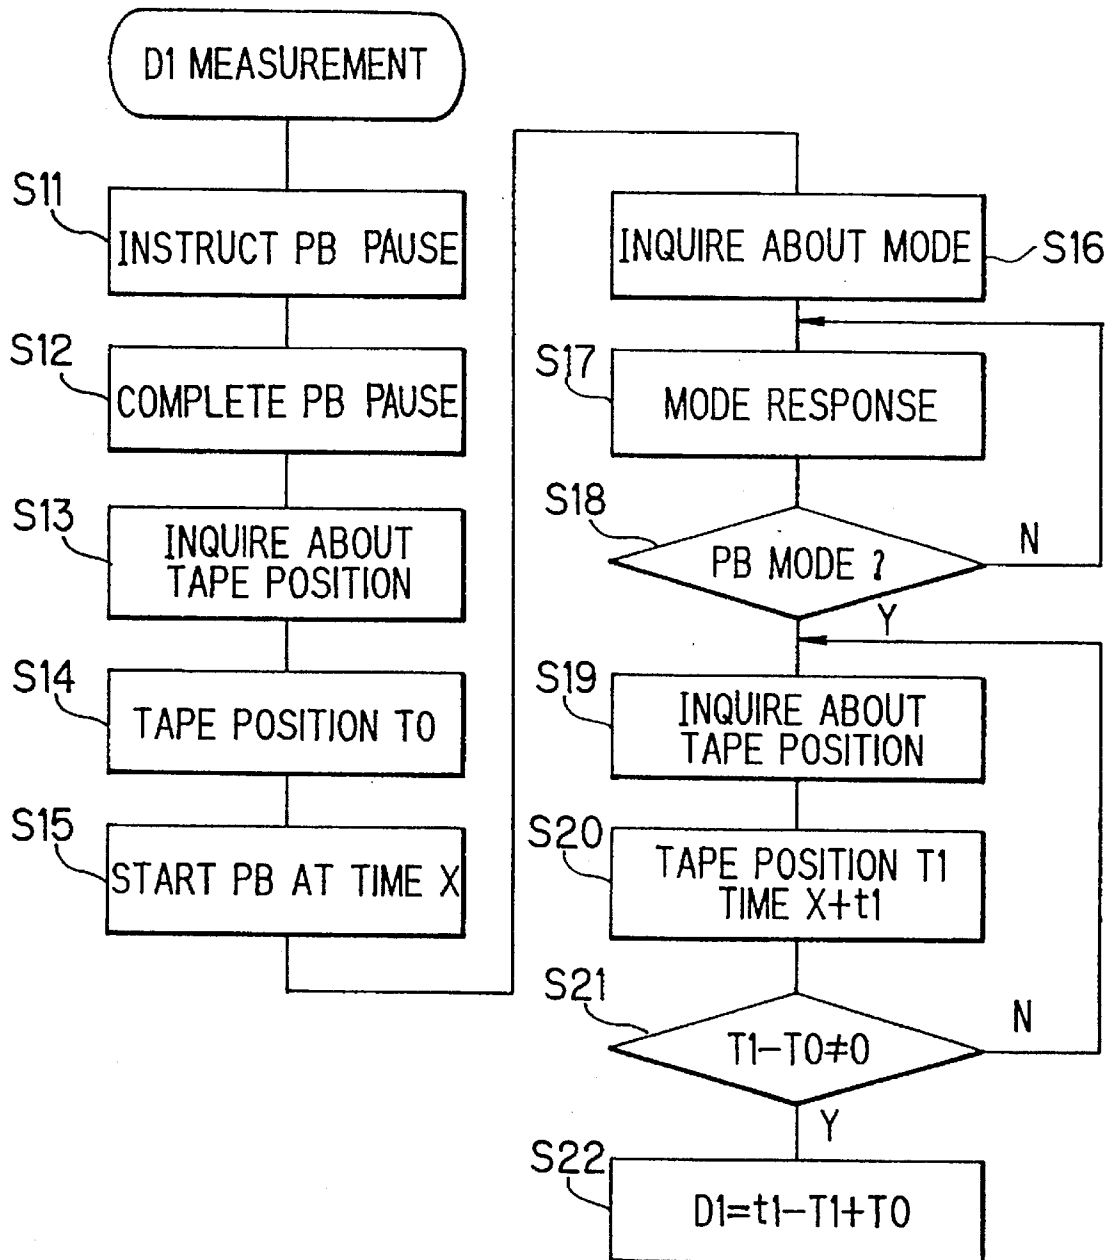 D1 MEASUREMENT
S11
INSTRUCT PB PAUSE
S12
COMPLETE PB PAUSE
S13
INQUIRE ABOUT
TAPE POSITION
S14
TAPE POSITION T0
S15
START PB AT TIME X
INQUIRE ABOUT MODE
S16
S17
MODE RESPONSE
S18
PB MODE ?
N
Y
S19
INQUIRE ABOUT
TAPE POSITION
S20
TAPE POSITION T1
TIME X+t1
S21
T1-T0≠0
N
Y
S22
D1=t1-T1+T0